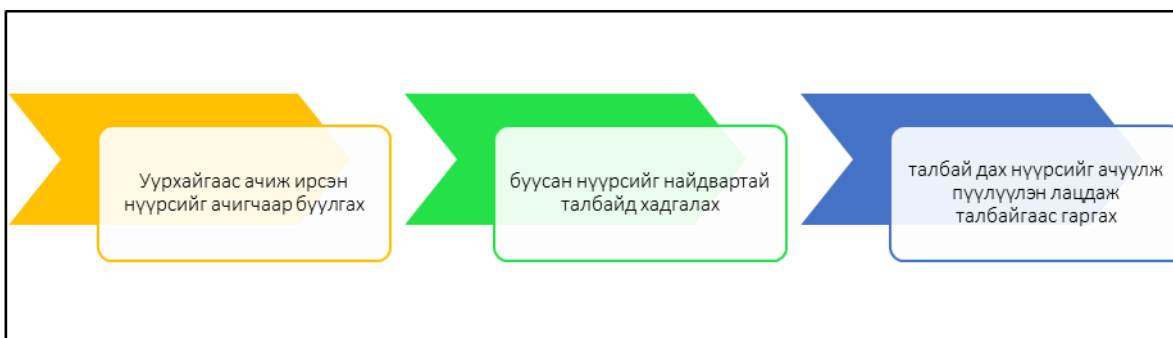 Уурхайгаас ачиж ирсэн
нүүрсийг ачигчаар буулгах
буусан нүүрсийг найдвартай
талбайд хадгалах
талбай дах нүүрсийг ачуулж
пүүлүүлэн лацдаж
талбайгаас гаргах